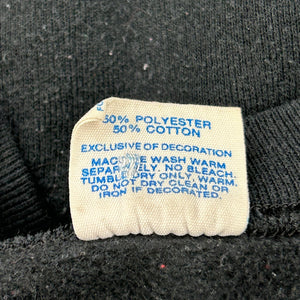 50% POLYESTER
50% COTTON
EXCLUSIVE OF DECORATION
MACHINE WASH WARM
SEPARATELY. NO BLEACH.
TUMBLE DRY ONLY, WARM.
DO NOT DRY CLEAN OR
IRON IF DECORATED.